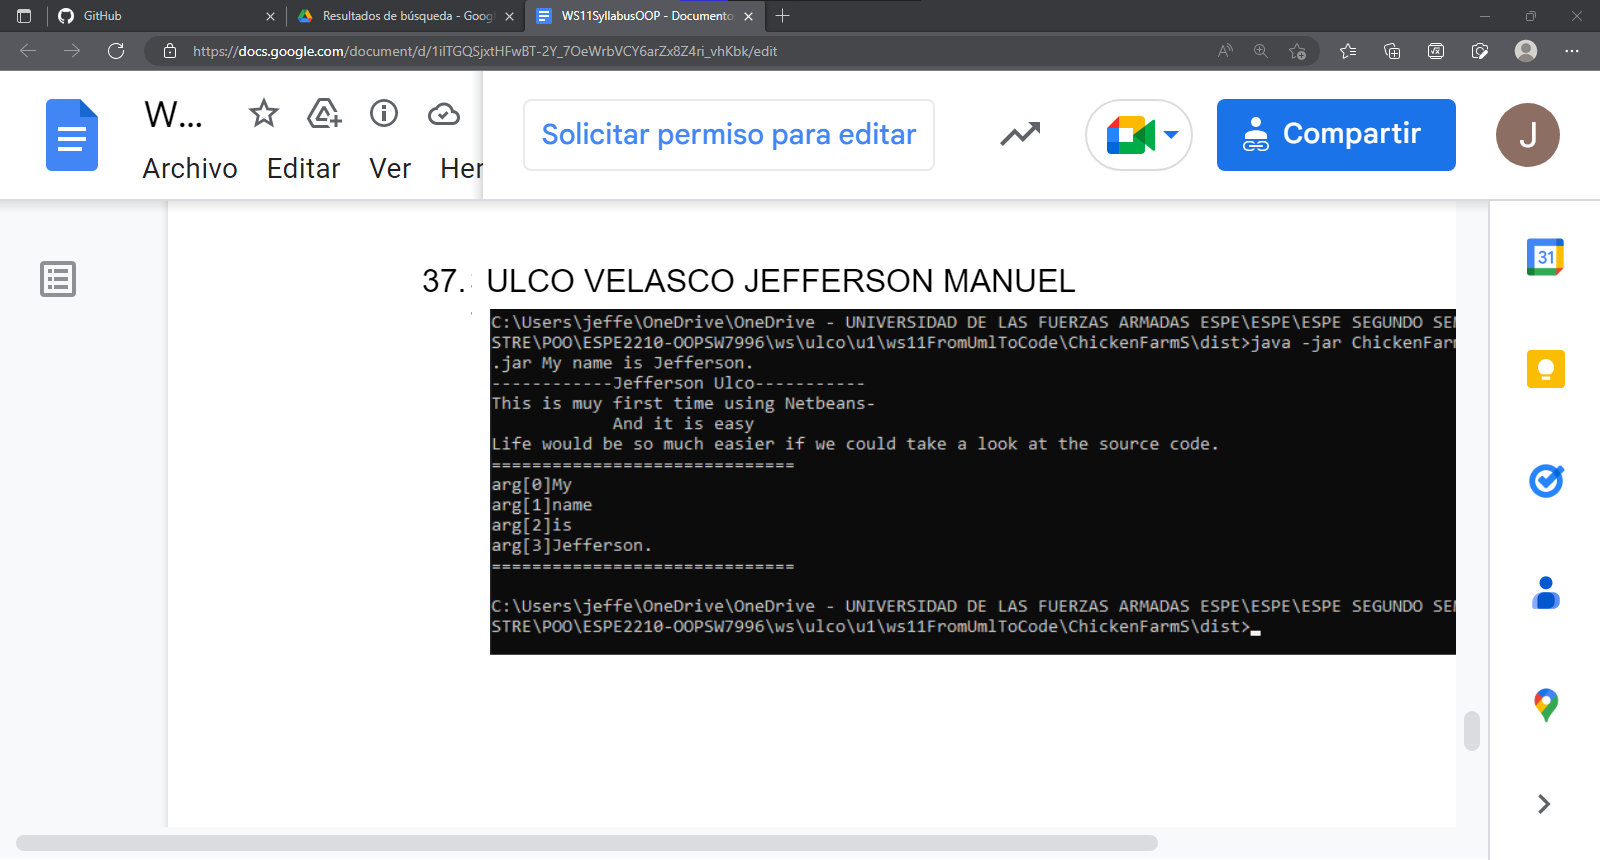 GitHub
Resultados de búsqueda - Goog
WS11SyllabusOOP - Documento
https://docs.google.com/document/d/1iITGQSjxtHFwBT-2Y_7OeWrbVCY6arZx8Z4ri_vhKbk/edit
W...
Archivo Editar Ver Her
Solicitar permiso para editar
Compartir
J
31
37. ULCO VELASCO JEFFERSON MANUEL
C:\Users\jeffe\OneDrive\OneDrive - UNIVERSIDAD DE LAS FUERZAS ARMADAS ESPE\ESPE\ESPE SEGUNDO SEM
STRE\POO\ESPE2210-OOPSW7996\ws\ulco\u1\ws11FromUmlToCode\ChickenFarmS\dist>java -jar ChickenFarm
.jar My name is Jefferson.
------------Jefferson Ulco-----------
This is muy first time using Netbeans-
And it is easy
Life would be so much easier if we could take a look at the source code.
==============================
arg[0]My
arg[1]name
arg[2]is
arg[3]Jefferson.
==============================
C:\Users\jeffe\OneDrive\OneDrive - UNIVERSIDAD DE LAS FUERZAS ARMADAS ESPE\ESPE\ESPE SEGUNDO SEM
STRE\POO\ESPE2210-OOPSW7996\ws\ulco\u1\ws11FromUmlToCode\ChickenFarmS\dist>